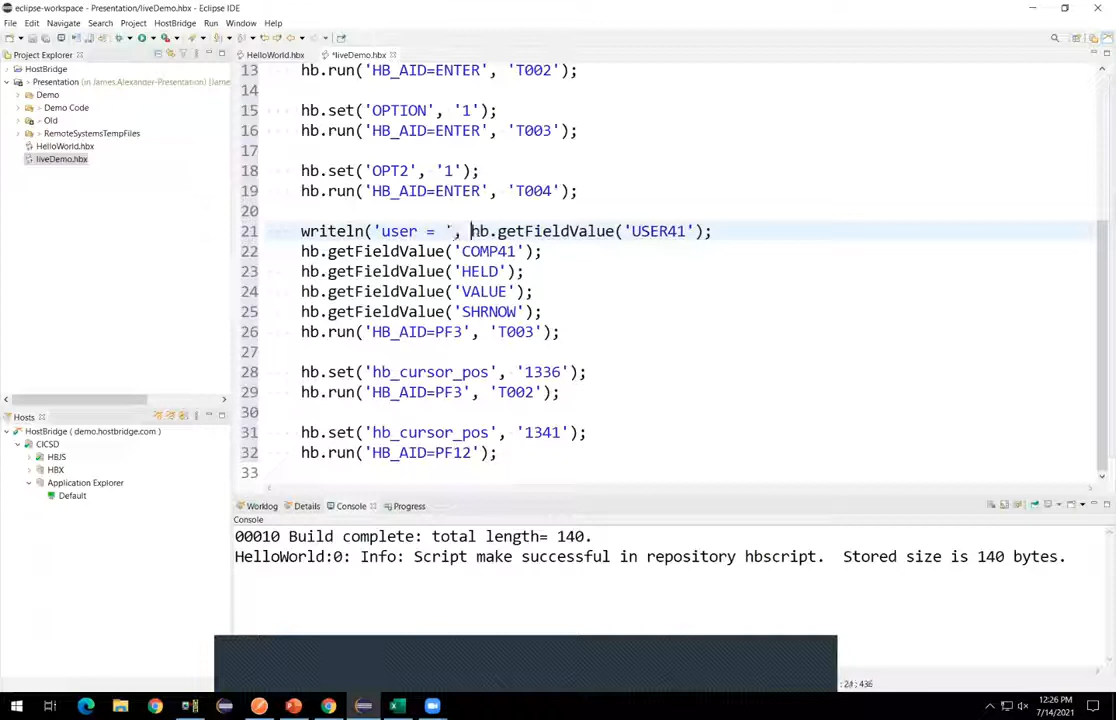 eclipse-workspace - Presentation/liveDemo.hbx - Eclipse IDE
File Edit Navigate Search Project HostBridge Run Window Help
Project Explorer
HelloWorld.hbx
*liveDemo.hbx
HostBridge
Presentation (in James.Alexander-Presentation) [Jame
Demo
Demo Code
Old
RemoteSystemsTempFiles
HelloWorld.hbx
liveDemo.hbx
13 hb.run('HB_AID=ENTER', 'T002');
14
15 hb.set('OPTION', '1');
16 hb.run('HB_AID=ENTER', 'T003');
17
18 hb.set('OPT2', '1');
19 hb.run('HB_AID=ENTER', 'T004');
20
21 writeln('user = ', hb.getFieldValue('USER41');
22 hb.getFieldValue('COMP41');
23 hb.getFieldValue('HELD');
24 hb.getFieldValue('VALUE');
25 hb.getFieldValue('SHRNOW');
26 hb.run('HB_AID=PF3', 'T003');
27
28 hb.set('hb_cursor_pos', '1336');
29 hb.run('HB_AID=PF3', 'T002');
30
31 hb.set('hb_cursor_pos', '1341');
32 hb.run('HB_AID=PF12');
33
Hosts
HostBridge ( demo.hostbridge.com )
CICSD
HBJS
HBX
Application Explorer
Default
Worklog Details Console Progress
Console
00010 Build complete: total length= 140.
HelloWorld:0: Info: Script make successful in repository hbscript. Stored size is 140 bytes.
12:26 PM
7/14/2021